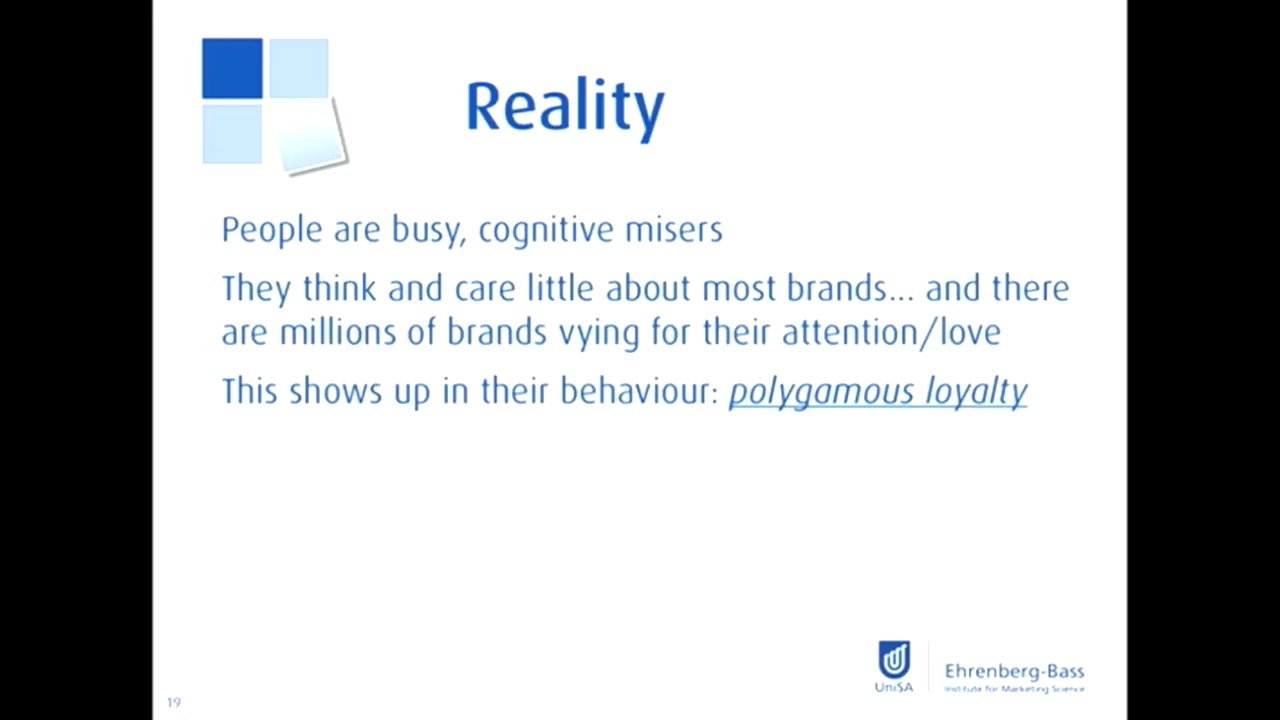 Reality
People are busy, cognitive misers
They think and care little about most brands... and there
are millions of brands vying for their attention/love
This shows up in their behaviour: polygamous loyalty
UniSA
Ehrenberg-Bass
Institute for Marketing Science
19